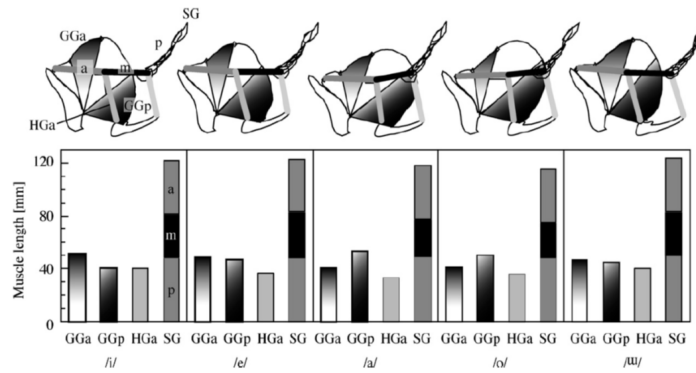 SG
GGa
p
a
m
GGp
HGa
Muscle length [mm]
120
80
40
0
a
m
p
GGa GGp HGa SG GGa GGp HGa SG GGa GGp HGa SG GGa GGp HGa SG GGa GGp HGa SG
/i/ /e/ /a/ /o/ /ɯ/